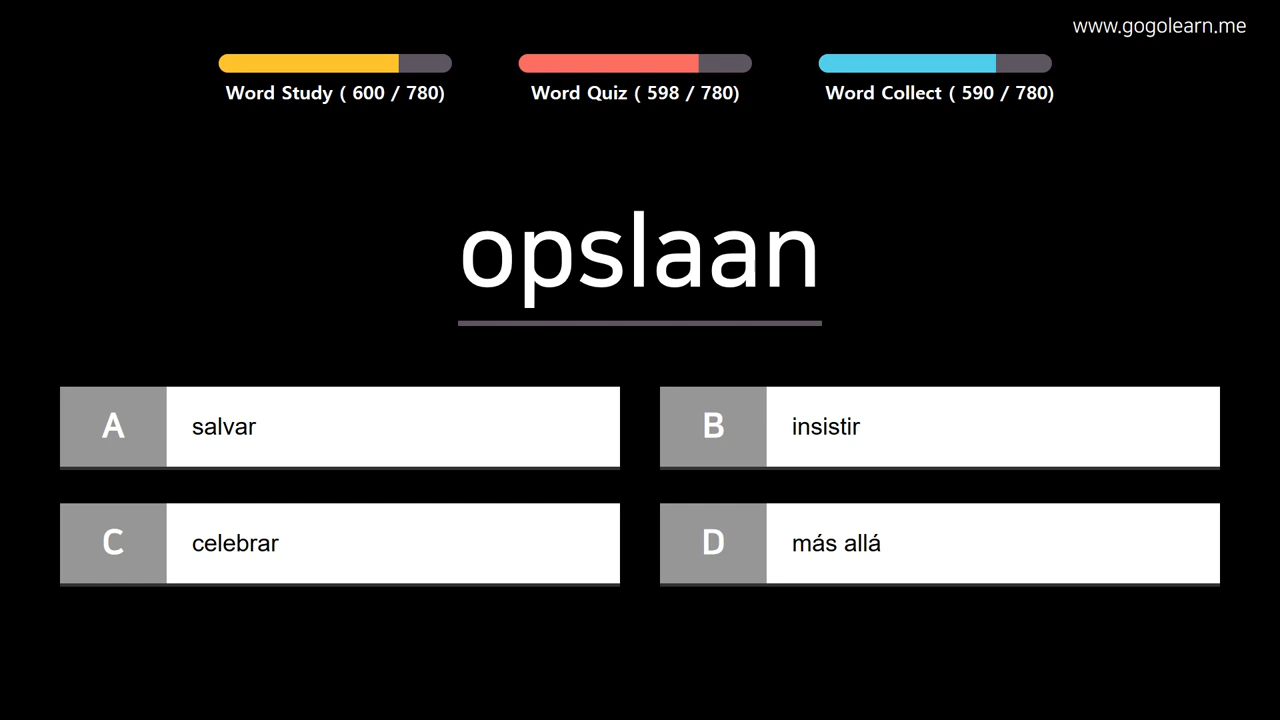 www.gogolearn.me
Word Study ( 600 / 780)
Word Quiz ( 598 / 780)
Word Collect ( 590 / 780)
opslaan
A salvar
B insistir
C celebrar
D más allá